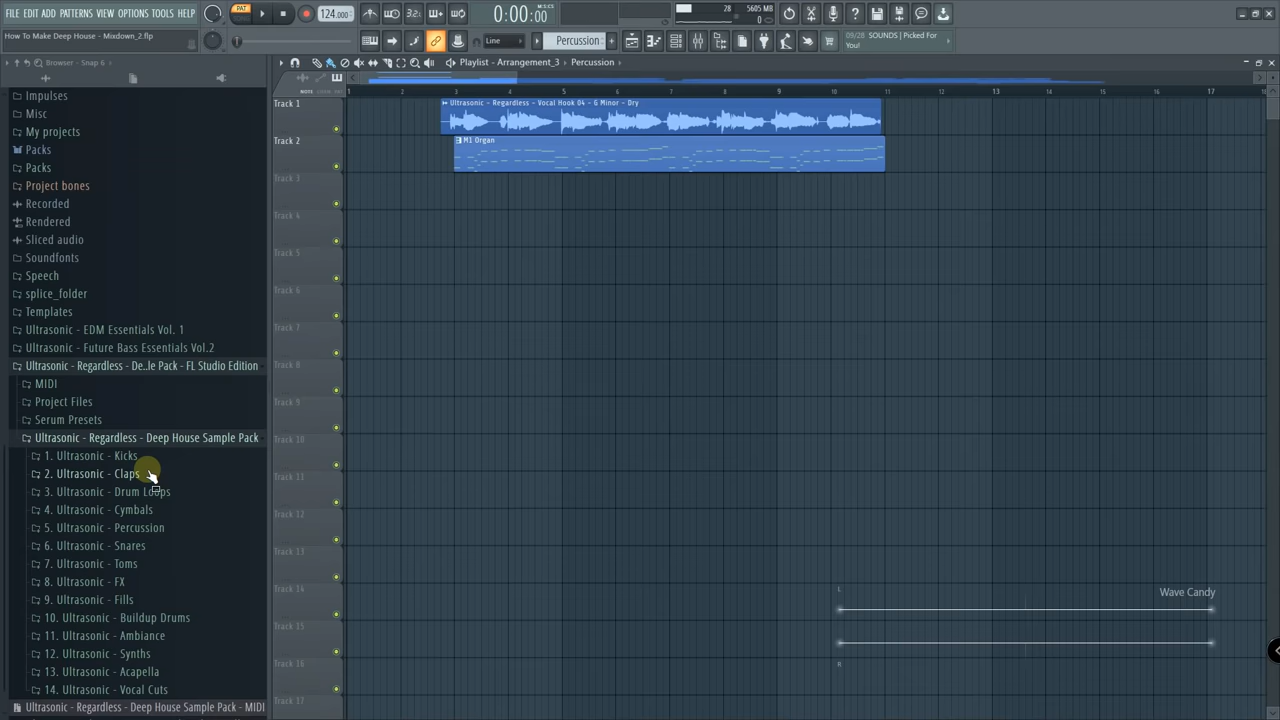 FILE EDIT ADD PATTERNS VIEW OPTIONS TOOLS HELP
PAT
124.000
0:00:00
M:S:CS
28
5605 MB
0
How To Make Deep House - Mixdown_2.flp
Line
Percussion
09/28 SOUNDS | Picked For You!
Browser - Snap 6
Playlist - Arrangement_3 › Percussion ›
1 2 3 4 5 6 7 8 9 10 11 12 13 14 15 16 17
Impulses
Misc
My projects
Packs
Packs
Project bones
Recorded
Rendered
Sliced audio
Soundfonts
Speech
splice_folder
Templates
Ultrasonic - EDM Essentials Vol. 1
Ultrasonic - Future Bass Essentials Vol.2
Ultrasonic - Regardless - De..le Pack - FL Studio Edition
MIDI
Project Files
Serum Presets
Ultrasonic - Regardless - Deep House Sample Pack
1. Ultrasonic - Kicks
2. Ultrasonic - Claps
3. Ultrasonic - Drum Loops
4. Ultrasonic - Cymbals
5. Ultrasonic - Percussion
6. Ultrasonic - Snares
7. Ultrasonic - Toms
8. Ultrasonic - FX
9. Ultrasonic - Fills
10. Ultrasonic - Buildup Drums
11. Ultrasonic - Ambiance
12. Ultrasonic - Synths
13. Ultrasonic - Acapella
14. Ultrasonic - Vocal Cuts
Ultrasonic - Regardless - Deep House Sample Pack - MIDI
Track 1
Ultrasonic - Regardless - Vocal Hook 04 - G Minor - Dry
Track 2
M1 Organ
Track 3
Track 4
Track 5
Track 6
Track 7
Track 8
Track 9
Track 10
Track 11
Track 12
Track 13
Track 14
Track 15
Track 16
Track 17
L
Wave Candy
R